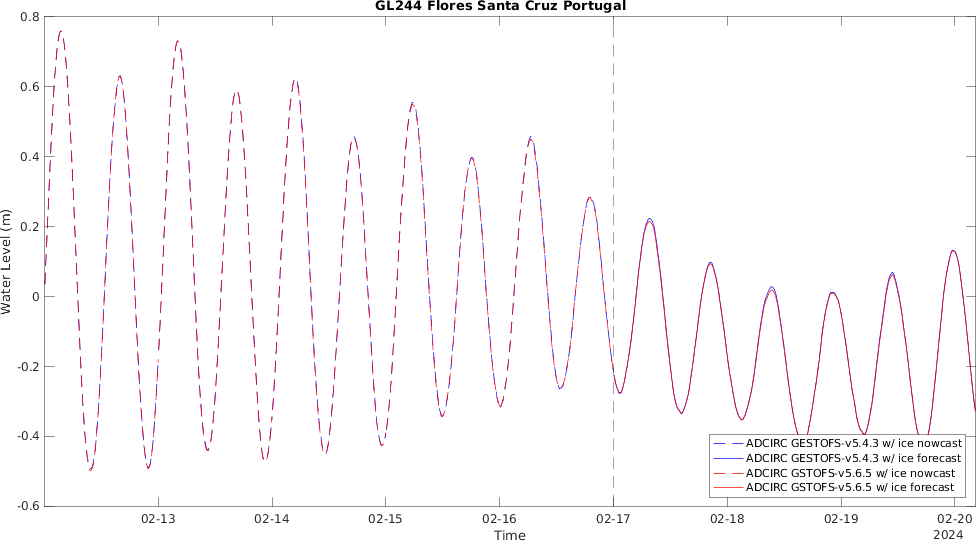 GL244 Flores Santa Cruz Portugal
0.8
0.6
0.4
0.2
0
-0.2
-0.4
-0.6
Water Level (m)
ADCIRC GESTOFS-v5.4.3 w/ ice nowcast
ADCIRC GESTOFS-v5.4.3 w/ ice forecast
ADCIRC GSTOFS-v5.6.5 w/ ice nowcast
ADCIRC GSTOFS-v5.6.5 w/ ice forecast
02-13 02-14 02-15 02-16 02-17 02-18 02-19 02-20
Time 2024